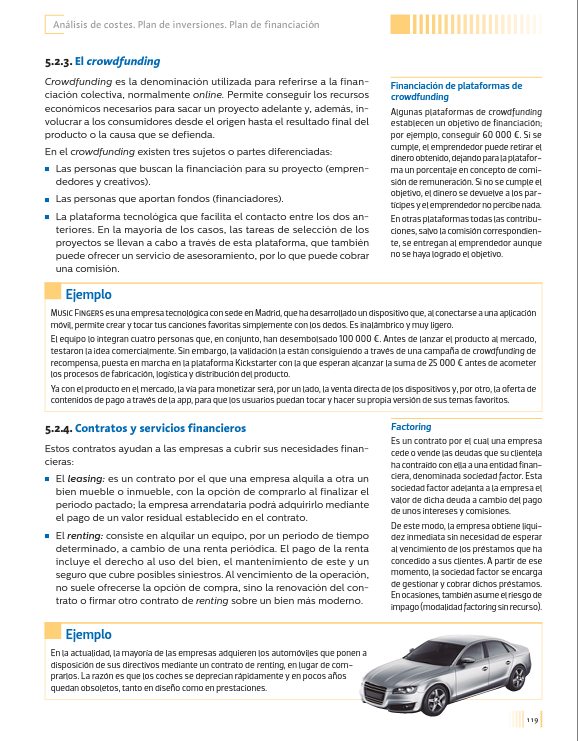 Análisis de costes. Plan de inversiones. Plan de financiación
5.2.3. El crowdfunding
Crowdfunding es la denominación utilizada para referirse a la finan-
ciación colectiva, normalmente online. Permite conseguir los recursos
económicos necesarios para sacar un proyecto adelante y, además, in-
volucrar a los consumidores desde el origen hasta el resultado final del
producto o la causa que se defienda.
En el crowdfunding existen tres sujetos o partes diferenciadas:
Las personas que buscan la financiación para su proyecto (empren-
dedores y creativos).
Las personas que aportan fondos (financiadores).
La plataforma tecnológica que facilita el contacto entre los dos an-
teriores. En la mayoría de los casos, las tareas de selección de los
proyectos se llevan a cabo a través de esta plataforma, que también
puede ofrecer un servicio de asesoramiento, por lo que puede cobrar
una comisión.
Financiación de plataformas de
crowdfunding
Algunas plataformas de crowdfunding
establecen un objetivo de financiación;
por ejemplo, conseguir 60 000 €. Si se
cumple, el emprendedor puede retirar el
dinero obtenido, dejando para la platafor-
ma un porcentaje en concepto de comi-
sión de remuneración. Si no se cumple el
objetivo, el dinero se devuelve a los par-
tícipes y el emprendedor no percibe nada.
En otras plataformas todas las contribu-
ciones, salvo la comisión correspondien-
te, se entregan al emprendedor aunque
no se haya logrado el objetivo.
Ejemplo
MUSIC FINGERS es una empresa tecnológica con sede en Madrid, que ha desarrollado un dispositivo que, al conectarse a una aplicación
móvil, permite crear y tocar tus canciones favoritas simplemente con los dedos. Es inalámbrico y muy ligero.
El equipo lo integran cuatro personas que, en conjunto, han desembolsado 100 000 €. Antes de lanzar el producto al mercado,
testaron la idea comercialmente. Sin embargo, la validación la están consiguiendo a través de una campaña de crowdfunding de
recompensa, puesta en marcha en la plataforma Kickstarter con la que esperan alcanzar la suma de 25 000 € antes de acometer
los procesos de fabricación, logística y distribución del producto.
Ya con el producto en el mercado, la vía para monetizar será, por un lado, la venta directa de los dispositivos y, por otro, la oferta de
contenidos de pago a través de la app, para que los usuarios puedan tocar y hacer su propia versión de sus temas favoritos.
5.2.4. Contratos y servicios financieros
Estos contratos ayudan a las empresas a cubrir sus necesidades finan-
cieras:
El leasing: es un contrato por el que una empresa alquila a otra un
bien mueble o inmueble, con la opción de comprarlo al finalizar el
periodo pactado; la empresa arrendataria podrá adquirirlo mediante
el pago de un valor residual establecido en el contrato.
El renting: consiste en alquilar un equipo, por un periodo de tiempo
determinado, a cambio de una renta periódica. El pago de la renta
incluye el derecho al uso del bien, el mantenimiento de este y un
seguro que cubre posibles siniestros. Al vencimiento de la operación,
no suele ofrecerse la opción de compra, sino la renovación del con-
trato o firmar otro contrato de renting sobre un bien más moderno.
Factoring
Es un contrato por el cual una empresa
cede o vende las deudas que su clientela
ha contraído con ella a una entidad finan-
ciera, denominada sociedad factor. Esta
sociedad factor adelanta a la empresa el
valor de dicha deuda a cambio del pago
de unos intereses y comisiones.
De este modo, la empresa obtiene liqui-
dez inmediata sin necesidad de esperar
al vencimiento de los préstamos que ha
concedido a sus clientes. A partir de ese
momento, la sociedad factor se encarga
de gestionar y cobrar dichos préstamos.
En ocasiones, también asume el riesgo de
impago (modalidad factoring sin recurso).
Ejemplo
En la actualidad, la mayoría de las empresas adquieren los automóviles que ponen a
disposición de sus directivos mediante un contrato de renting, en lugar de com-
prarlos. La razón es que los coches se deprecian rápidamente y en pocos años
quedan obsoletos, tanto en diseño como en prestaciones.
119